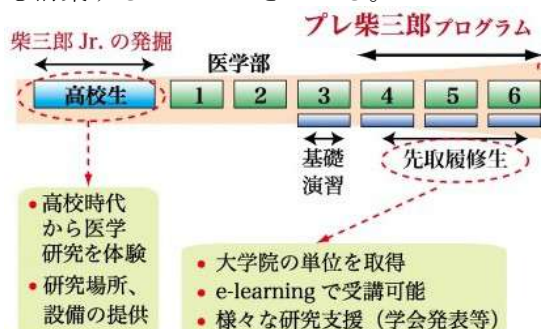 柴三郎 Jr. の発掘
プレ柴三郎プログラム
医学部
高校生
1
2
3
4
5
6
基礎
演習
先取履修生
• 高校時代
から医学
研究を体験
• 研究場所、
設備の提供
• 大学院の単位を取得
• e-learning で受講可能
• 様々な研究支援（学会発表等）